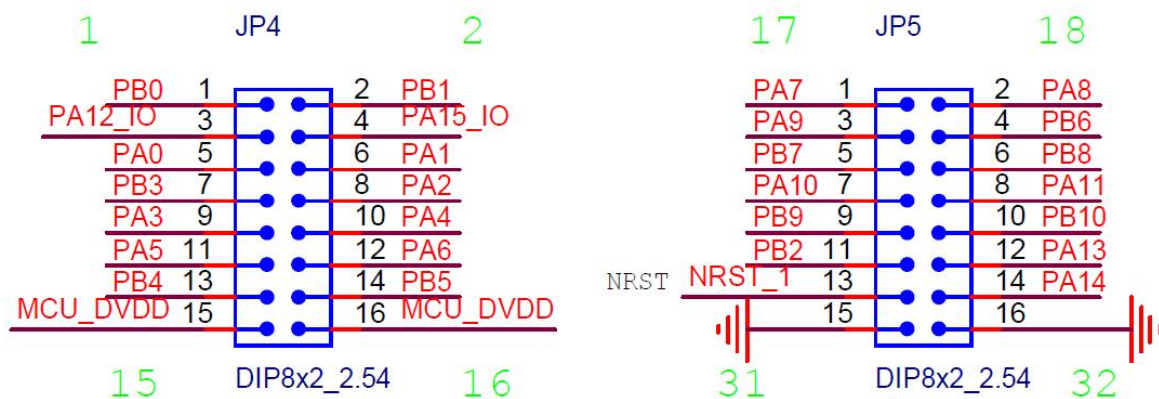 1 JP4 2 17 JP5 18
PB0 1 2 PB1 PA7 1 2 PA8
PA12_IO 3 4 PA15_IO PA9 3 4 PB6
PA0 5 6 PA1 PB7 5 6 PB8
PB3 7 8 PA2 PA10 7 8 PA11
PA3 9 10 PA4 PB9 9 10 PB10
PA5 11 12 PA6 PB2 11 12 PA13
PB4 13 14 PB5 NRST NRST_1 13 14 PA14
MCU_DVDD 15 16 MCU_DVDD 15 16
15 DIP8x2_2.54 16 31 DIP8x2_2.54 32